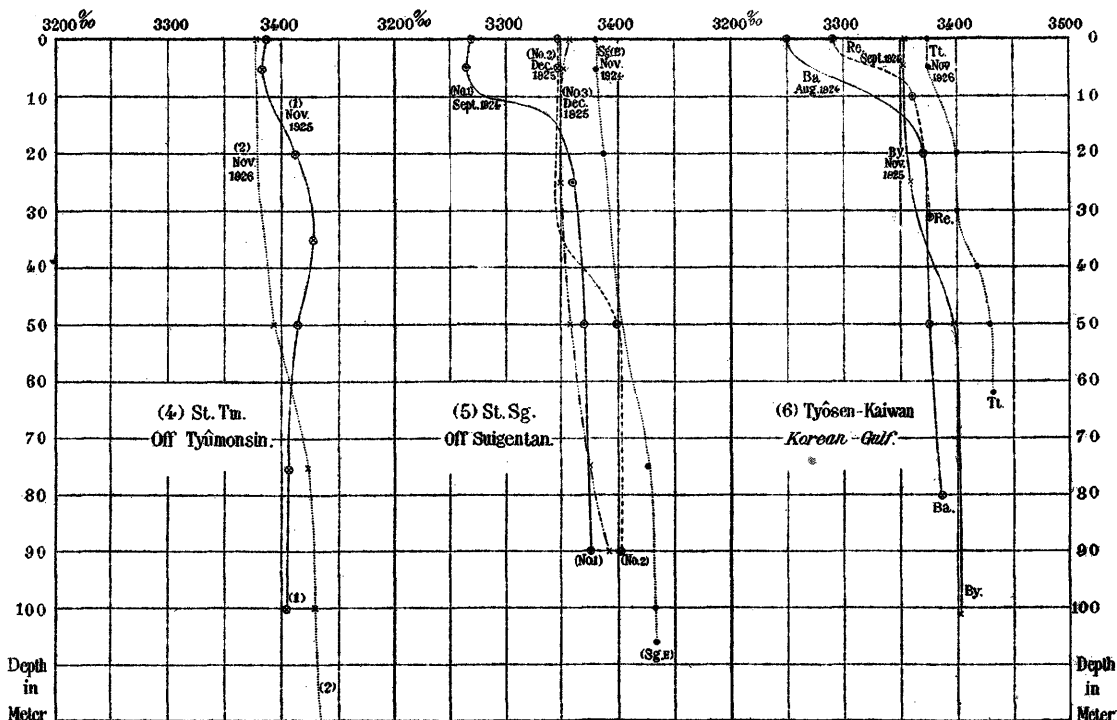 3200‰ 3300 3400 3200‰ 3300 3400 3200‰ 3300 3400 3500
0 0
10 10
20 20
30 30
40 40
50 50
60 60
70 70
80 80
90 90
100 100
Depth
in
Meter
Depth
in
Meter
(1)
Nov.
1925
(2)
Nov
1926
(4) St. Tm.
Off Tyûmonsin.
(1)
(2)
(No.1)
Sept. 1924
(No.2)
Dec.
1925
(No.3)
Dec.
1925
Sg(E)
Nov.
1924
(5) St. Sg.
Off Suigentan.
(No.1)
(No.2)
(Sg.E)
Ba
Aug. 1924
Re.
By.
Nov.
1925
Tt.
Nov
1926
Re.
(6) Tyôsen-Kaiwan
Korean Gulf.
Tt.
Ba.
By.